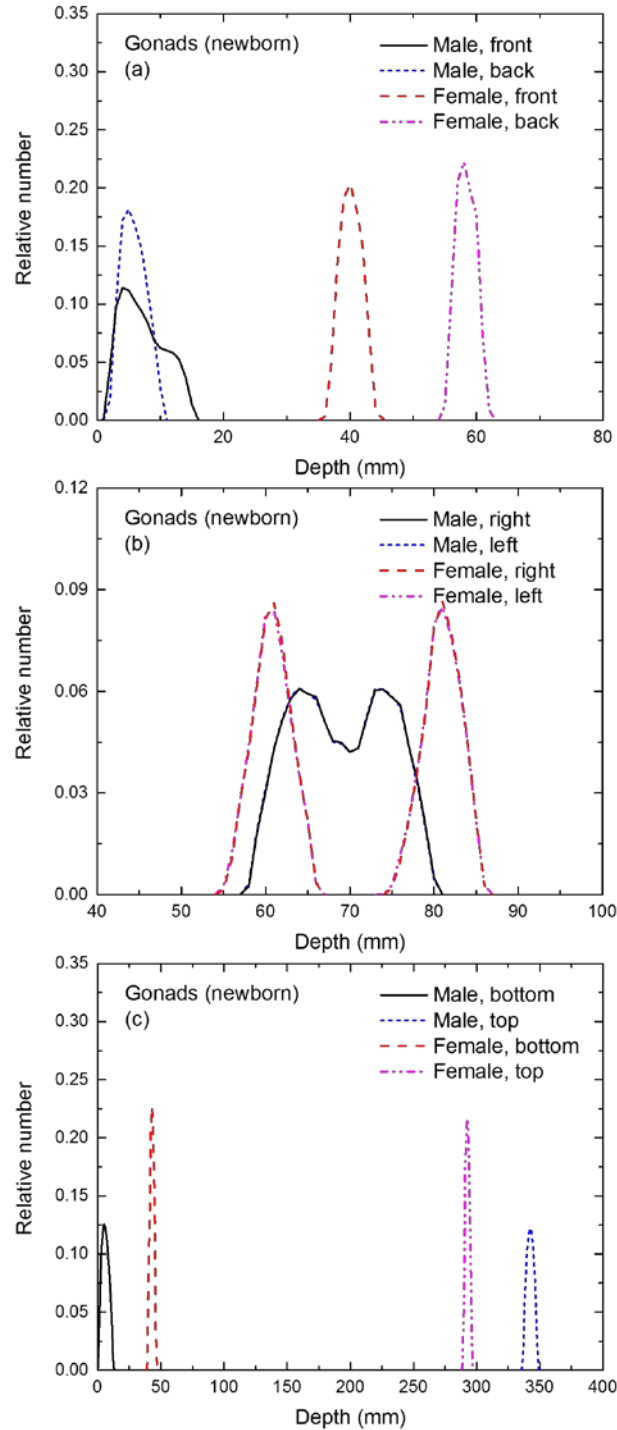 0.35
0.30
0.25
0.20
0.15
0.10
0.05
0.00
Relative number
Gonads (newborn)
(a)
Male, front
Male, back
Female, front
Female, back
0
20
40
60
80
Depth (mm)
0.12
0.09
0.06
0.03
0.00
Relative number
Gonads (newborn)
(b)
Male, right
Male, left
Female, right
Female, left
40
50
60
70
80
90
100
Depth (mm)
0.35
0.30
0.25
0.20
0.15
0.10
0.05
0.00
Relative number
Gonads (newborn)
(c)
Male, bottom
Male, top
Female, bottom
Female, top
0
50
100
150
200
250
300
350
400
Depth (mm)